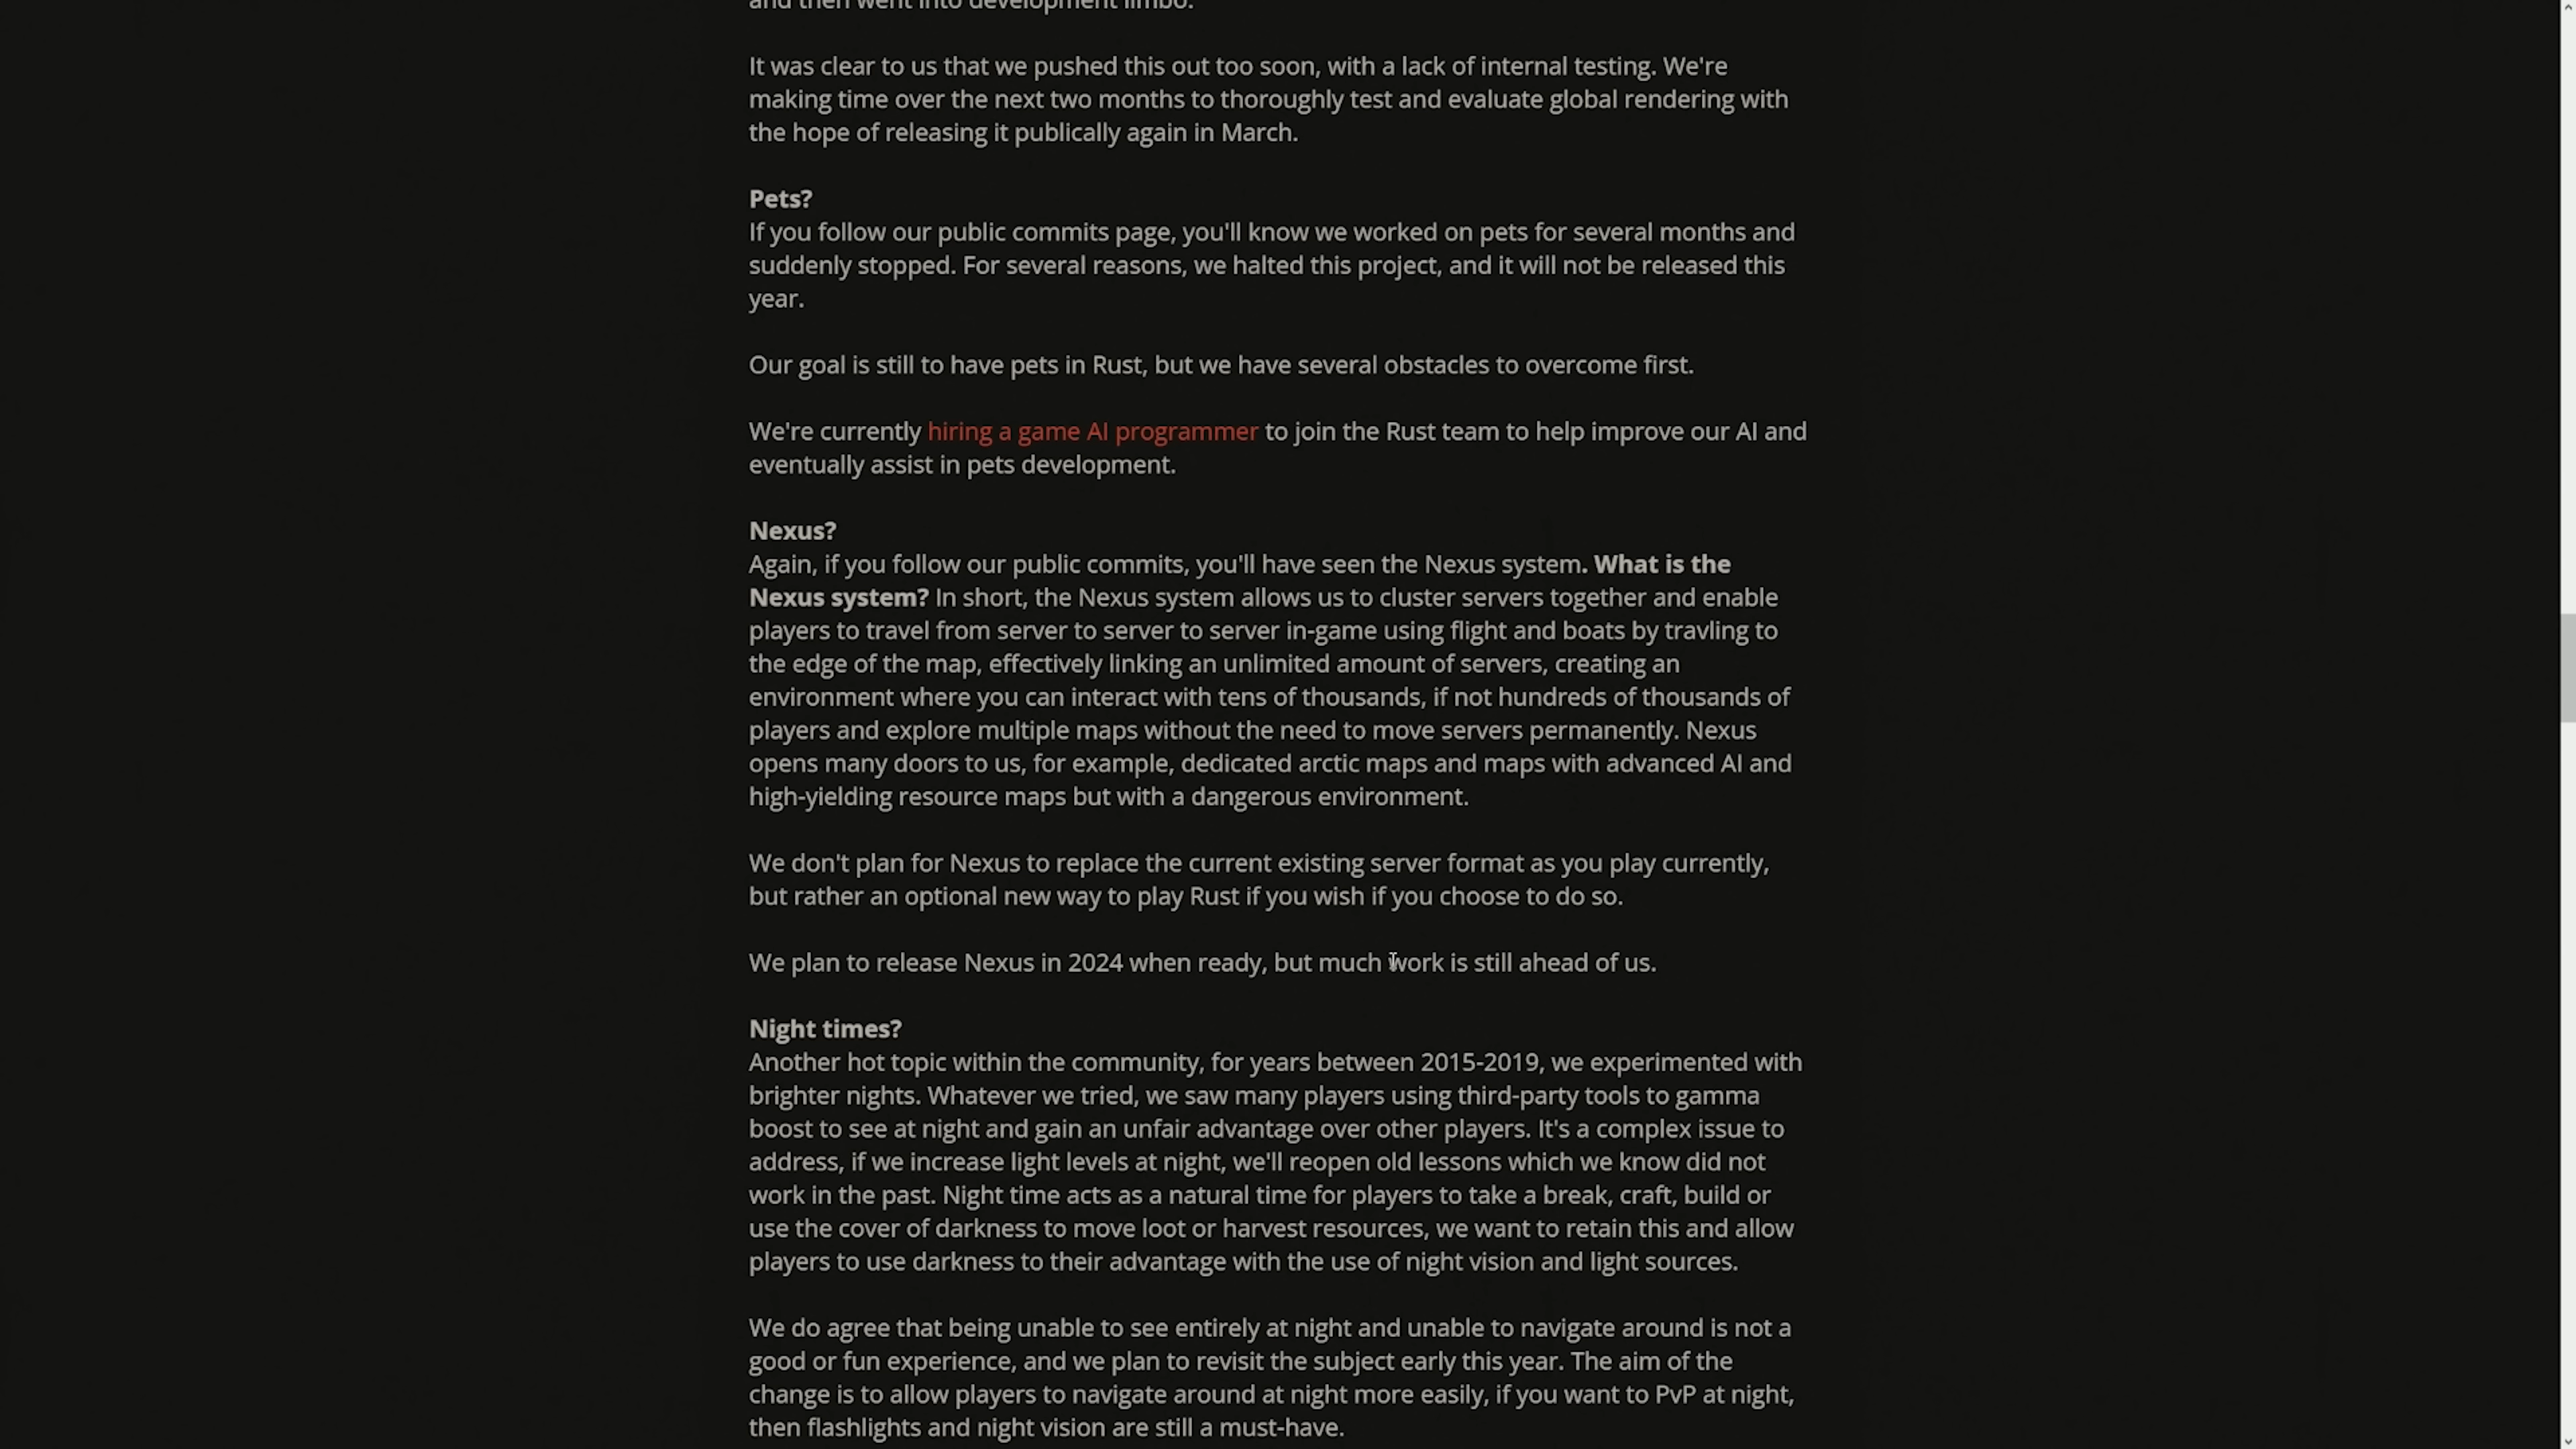 and then went into development limbo.
It was clear to us that we pushed this out too soon, with a lack of internal testing. We're
making time over the next two months to thoroughly test and evaluate global rendering with
the hope of releasing it publically again in March.
Pets?
If you follow our public commits page, you'll know we worked on pets for several months and
suddenly stopped. For several reasons, we halted this project, and it will not be released this
year.
Our goal is still to have pets in Rust, but we have several obstacles to overcome first.
We're currently hiring a game AI programmer to join the Rust team to help improve our AI and
eventually assist in pets development.
Nexus?
Again, if you follow our public commits, you'll have seen the Nexus system. What is the
Nexus system? In short, the Nexus system allows us to cluster servers together and enable
players to travel from server to server to server in-game using flight and boats by travling to
the edge of the map, effectively linking an unlimited amount of servers, creating an
environment where you can interact with tens of thousands, if not hundreds of thousands of
players and explore multiple maps without the need to move servers permanently. Nexus
opens many doors to us, for example, dedicated arctic maps and maps with advanced AI and
high-yielding resource maps but with a dangerous environment.
We don't plan for Nexus to replace the current existing server format as you play currently,
but rather an optional new way to play Rust if you wish if you choose to do so.
We plan to release Nexus in 2024 when ready, but much work is still ahead of us.
Night times?
Another hot topic within the community, for years between 2015-2019, we experimented with
brighter nights. Whatever we tried, we saw many players using third-party tools to gamma
boost to see at night and gain an unfair advantage over other players. It's a complex issue to
address, if we increase light levels at night, we'll reopen old lessons which we know did not
work in the past. Night time acts as a natural time for players to take a break, craft, build or
use the cover of darkness to move loot or harvest resources, we want to retain this and allow
players to use darkness to their advantage with the use of night vision and light sources.
We do agree that being unable to see entirely at night and unable to navigate around is not a
good or fun experience, and we plan to revisit the subject early this year. The aim of the
change is to allow players to navigate around at night more easily, if you want to PvP at night,
then flashlights and night vision are still a must-have.